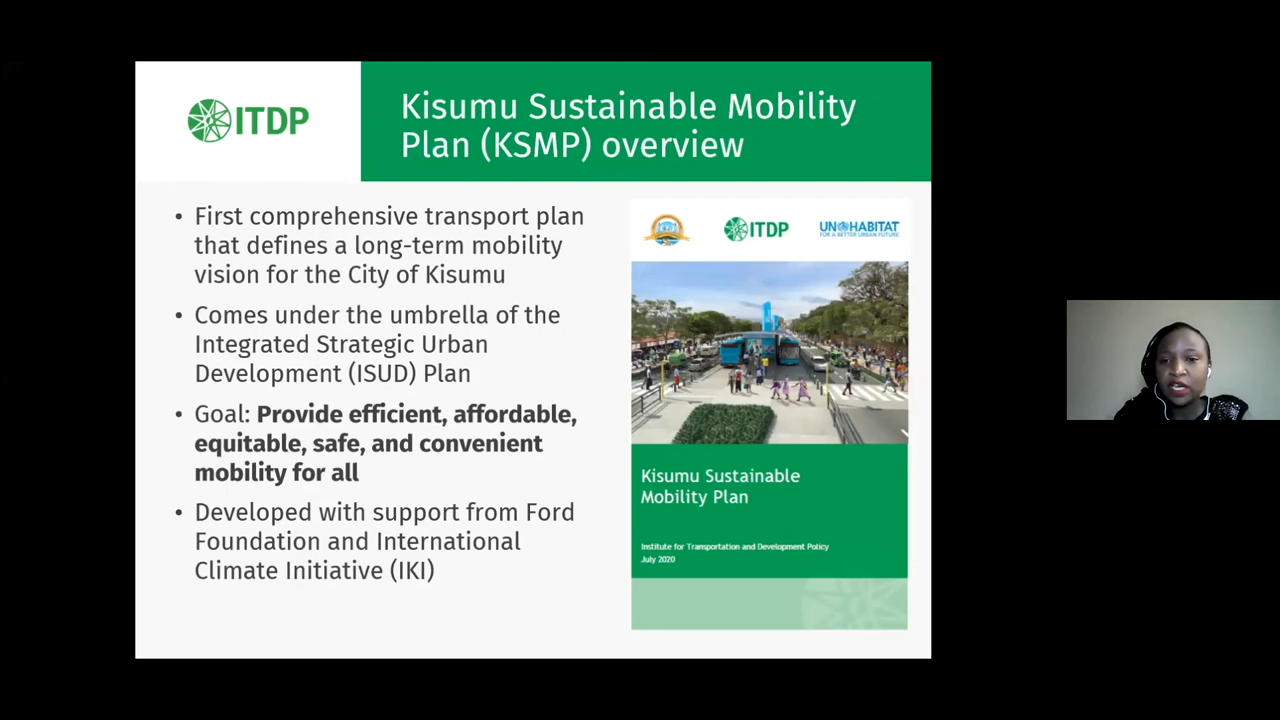 ITDP
Kisumu Sustainable Mobility
Plan (KSMP) overview
• First comprehensive transport plan
that defines a long-term mobility
vision for the City of Kisumu
• Comes under the umbrella of the
Integrated Strategic Urban
Development (ISUD) Plan
• Goal: Provide efficient, affordable,
equitable, safe, and convenient
mobility for all
• Developed with support from Ford
Foundation and International
Climate Initiative (IKI)
ITDP
UN HABITAT
FOR A BETTER URBAN FUTURE
Kisumu Sustainable
Mobility Plan
Institute for Transportation and Development Policy
July 2020